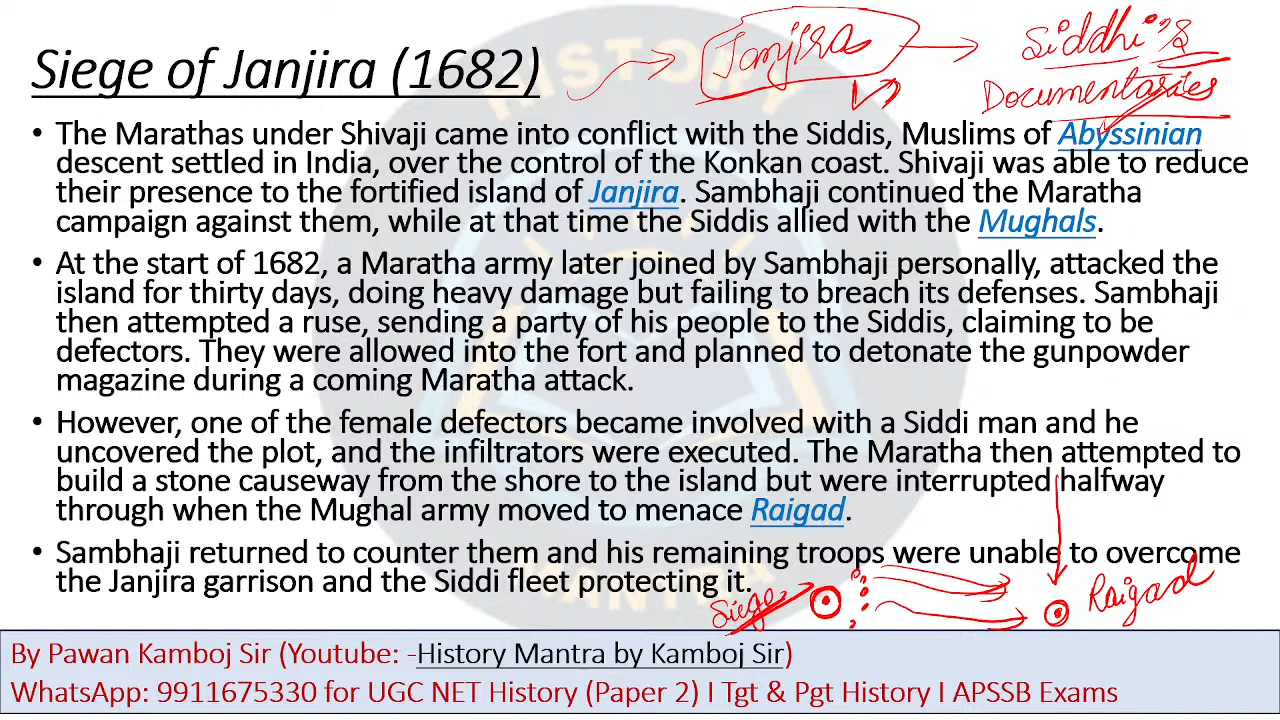 Siege of Janjira (1682)
Janjira
Siddhi's
Documentaries
• The Marathas under Shivaji came into conflict with the Siddis, Muslims of Abyssinian
descent settled in India, over the control of the Konkan coast. Shivaji was able to reduce
their presence to the fortified island of Janjira. Sambhaji continued the Maratha
campaign against them, while at that time the Siddis allied with the Mughals.
• At the start of 1682, a Maratha army later joined by Sambhaji personally, attacked the
island for thirty days, doing heavy damage but failing to breach its defenses. Sambhaji
then attempted a ruse, sending a party of his people to the Siddis, claiming to be
defectors. They were allowed into the fort and planned to detonate the gunpowder
magazine during a coming Maratha attack.
• However, one of the female defectors became involved with a Siddi man and he
uncovered the plot, and the infiltrators were executed. The Maratha then attempted to
build a stone causeway from the shore to the island but were interrupted halfway
through when the Mughal army moved to menace Raigad.
• Sambhaji returned to counter them and his remaining troops were unable to overcome
the Janjira garrison and the Siddi fleet protecting it.
Siege
Raigad
HISTORY
MANTRA
By Pawan Kamboj Sir (Youtube: -History Mantra by Kamboj Sir)
WhatsApp: 9911675330 for UGC NET History (Paper 2) I Tgt & Pgt History I APSSB Exams